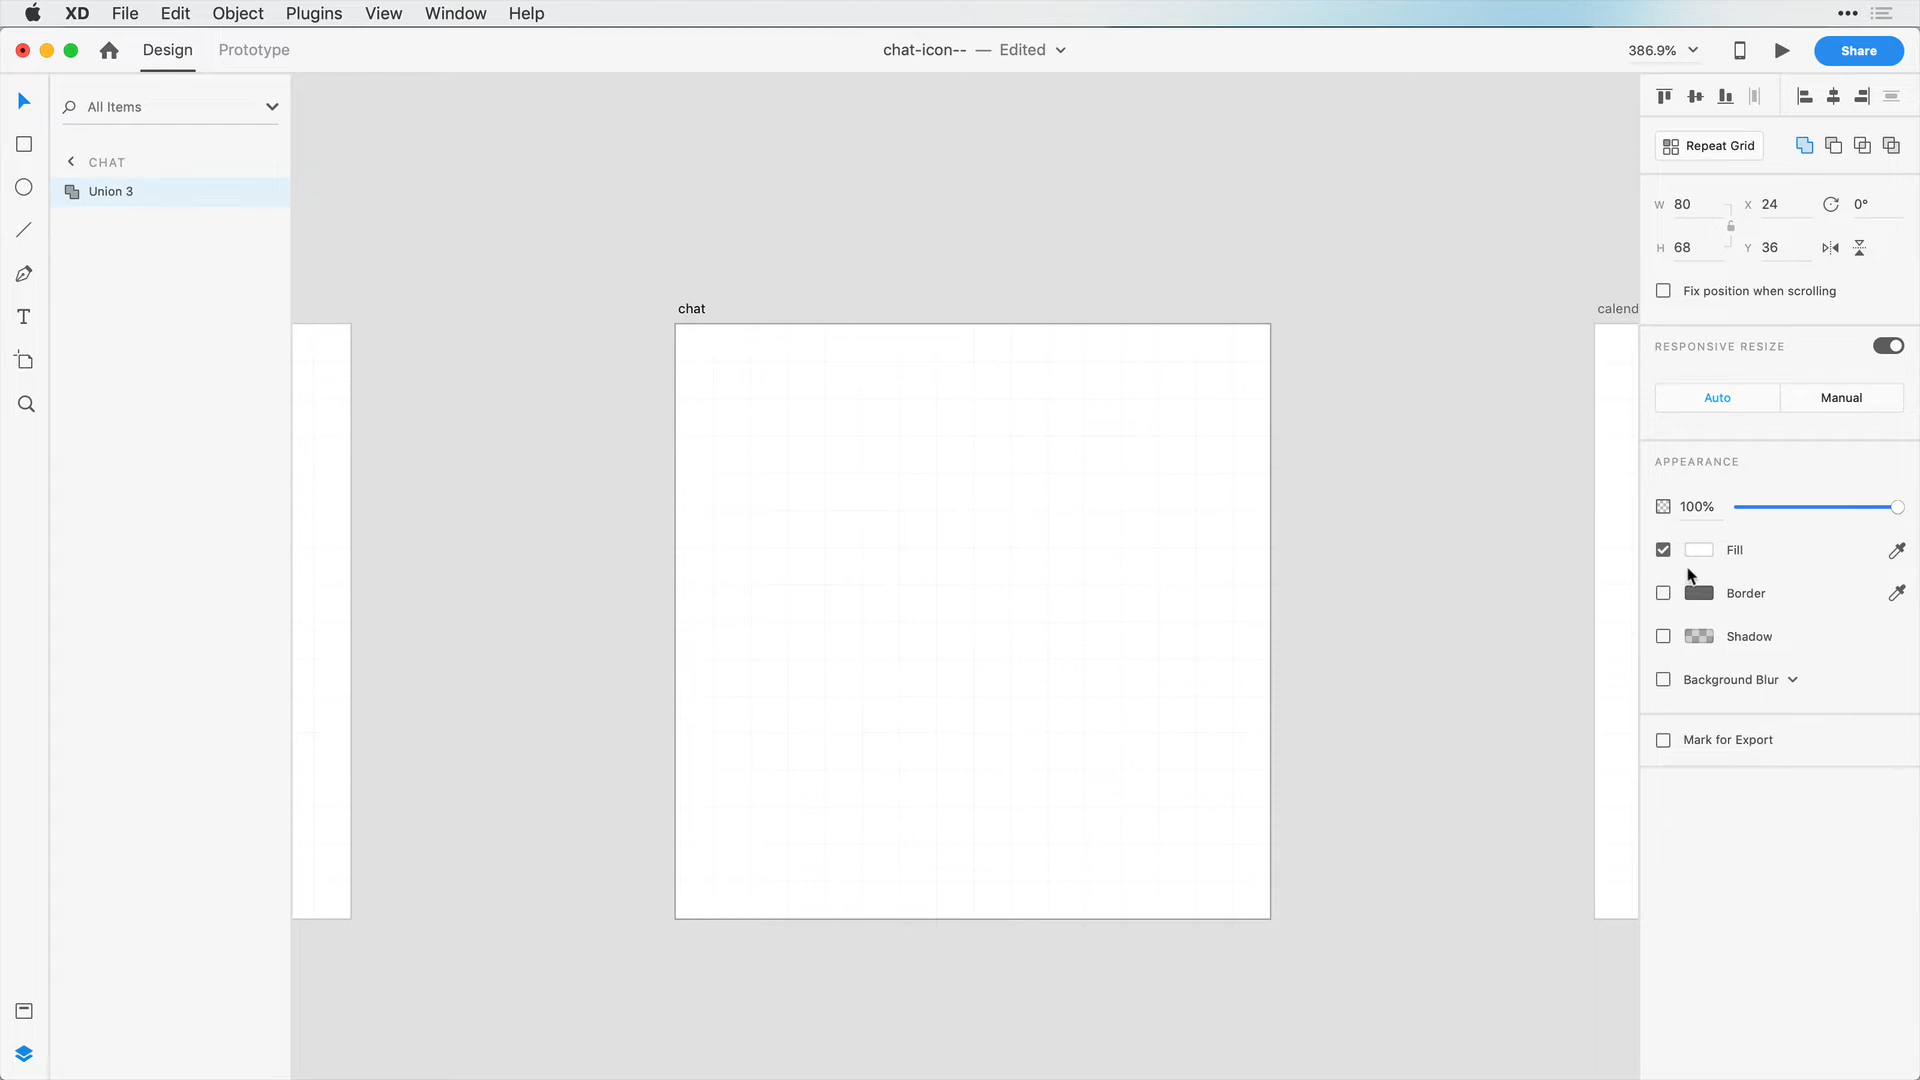 XD File Edit Object Plugins View Window Help
Design Prototype chat-icon-- — Edited 386.9% Share
All Items
CHAT
Union 3
chat
calend
Repeat Grid
W 80 X 24 0°
H 68 Y 36
Fix position when scrolling
RESPONSIVE RESIZE
Auto Manual
APPEARANCE
100%
Fill
Border
Shadow
Background Blur
Mark for Export